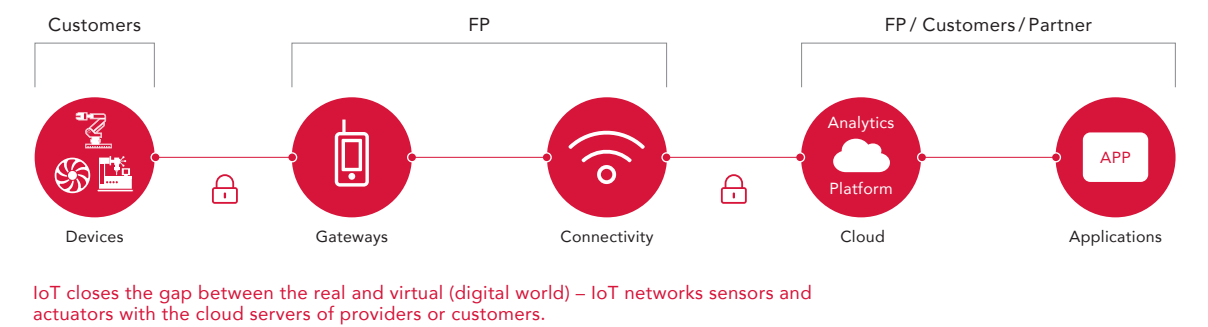 Customers
FP
FP / Customers / Partner
Analytics
Platform
APP
Devices
Gateways
Connectivity
Cloud
Applications
IoT closes the gap between the real and virtual (digital world) – IoT networks sensors and
actuators with the cloud servers of providers or customers.